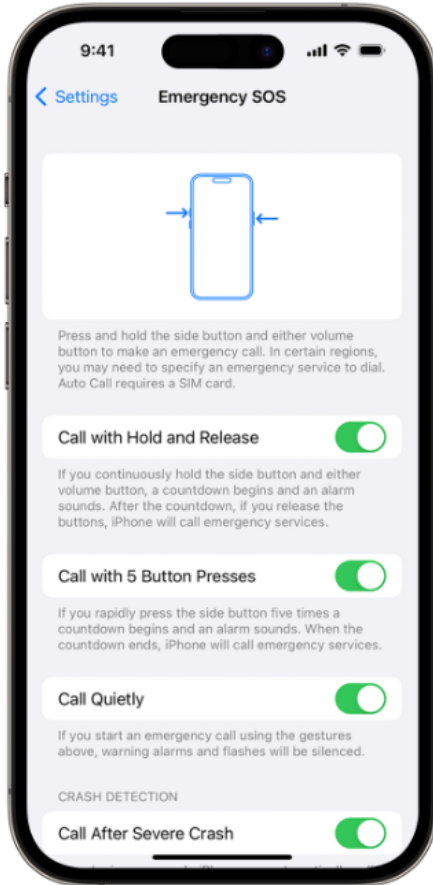 9:41
Settings
Emergency SOS
Press and hold the side button and either volume
button to make an emergency call. In certain regions,
you may need to specify an emergency service to dial.
Auto Call requires a SIM card.
Call with Hold and Release
If you continuously hold the side button and either
volume button, a countdown begins and an alarm
sounds. After the countdown, if you release the
buttons, iPhone will call emergency services.
Call with 5 Button Presses
If you rapidly press the side button five times a
countdown begins and an alarm sounds. When the
countdown ends, iPhone will call emergency services.
Call Quietly
If you start an emergency call using the gestures
above, warning alarms and flashes will be silenced.
CRASH DETECTION
Call After Severe Crash